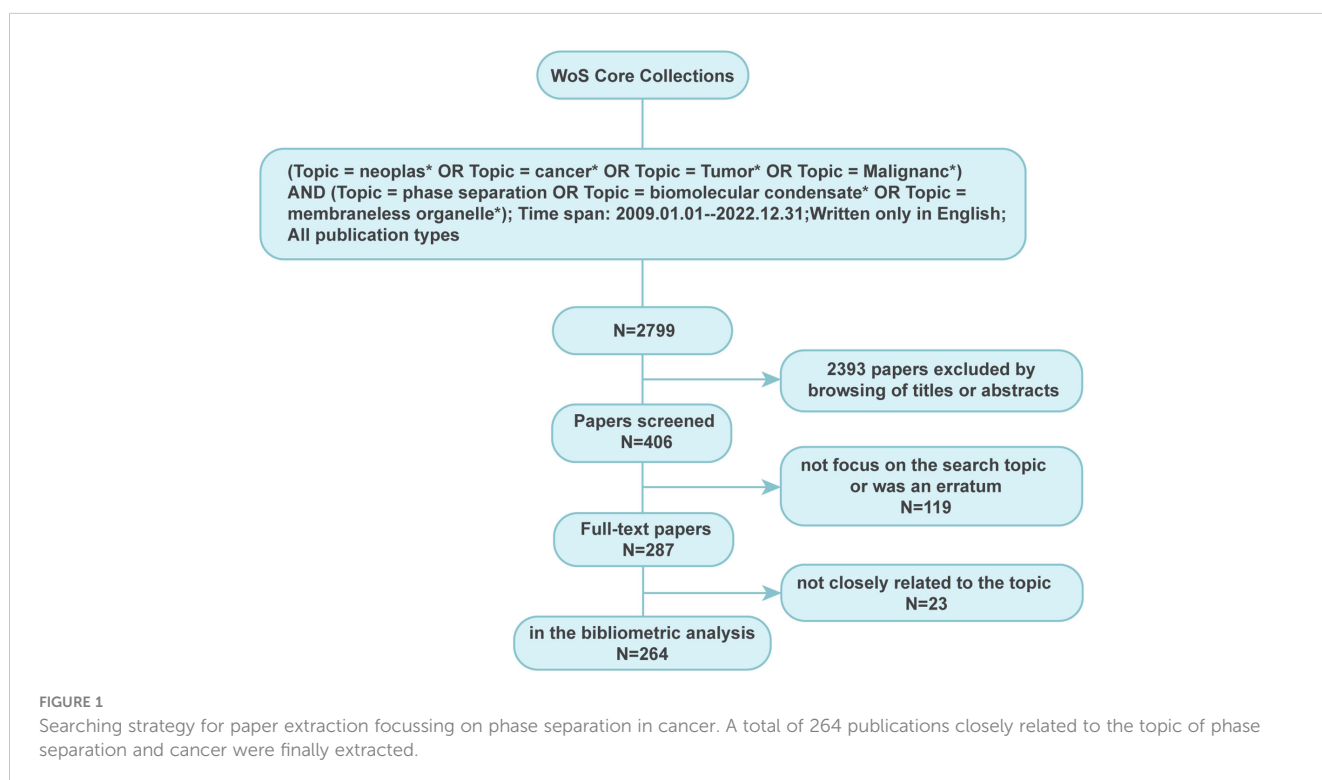 WoS Core Collections
(Topic = neoplas* OR Topic = cancer* OR Topic = Tumor* OR Topic = Malignanc*)
AND (Topic = phase separation OR Topic = biomolecular condensate* OR Topic =
membraneless organelle*); Time span: 2009.01.01--2022.12.31;Written only in English;
All publication types
N=2799
2393 papers excluded by
browsing of titles or abstracts
Papers screened
N=406
not focus on the search topic
or was an erratum
N=119
Full-text papers
N=287
not closely related to the topic
N=23
in the bibliometric analysis
N=264
FIGURE 1
Searching strategy for paper extraction focussing on phase separation in cancer. A total of 264 publications closely related to the topic of phase
separation and cancer were finally extracted.